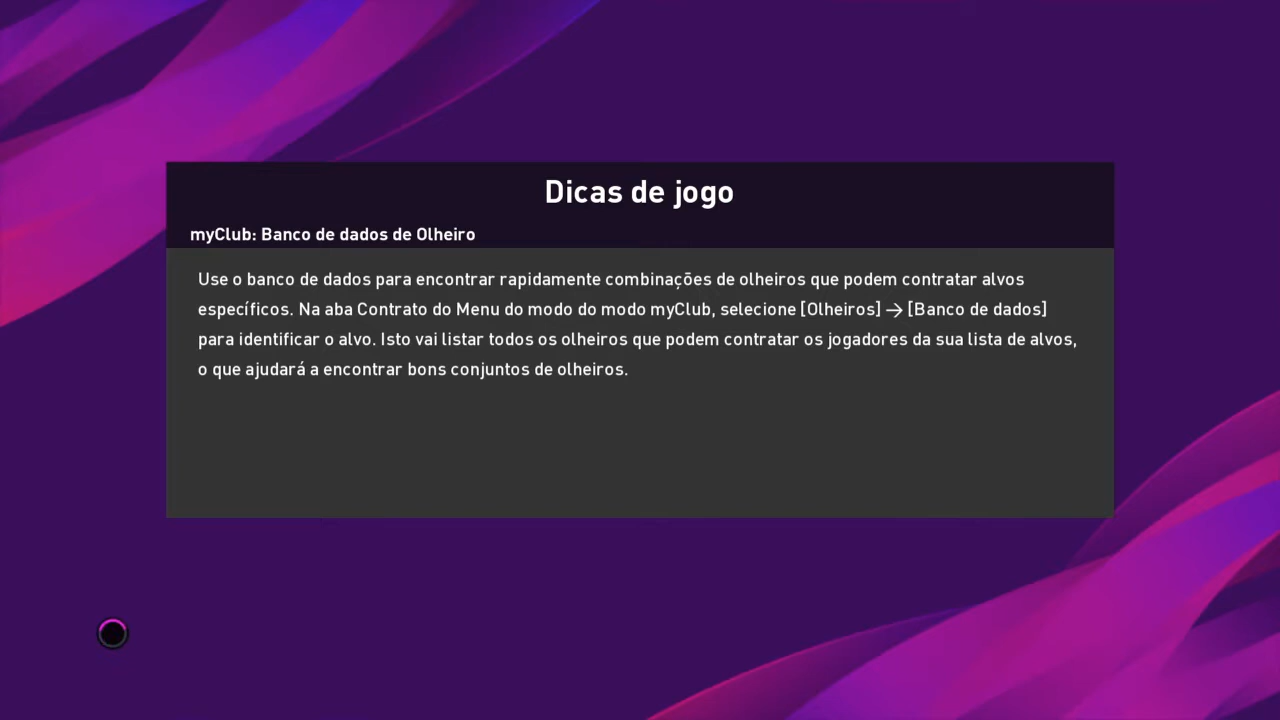 Dicas de jogo
myClub: Banco de dados de Olheiro
Use o banco de dados para encontrar rapidamente combinações de olheiros que podem contratar alvos
específicos. Na aba Contrato do Menu do modo do modo myClub, selecione [Olheiros] → [Banco de dados]
para identificar o alvo. Isto vai listar todos os olheiros que podem contratar os jogadores da sua lista de alvos,
o que ajudará a encontrar bons conjuntos de olheiros.